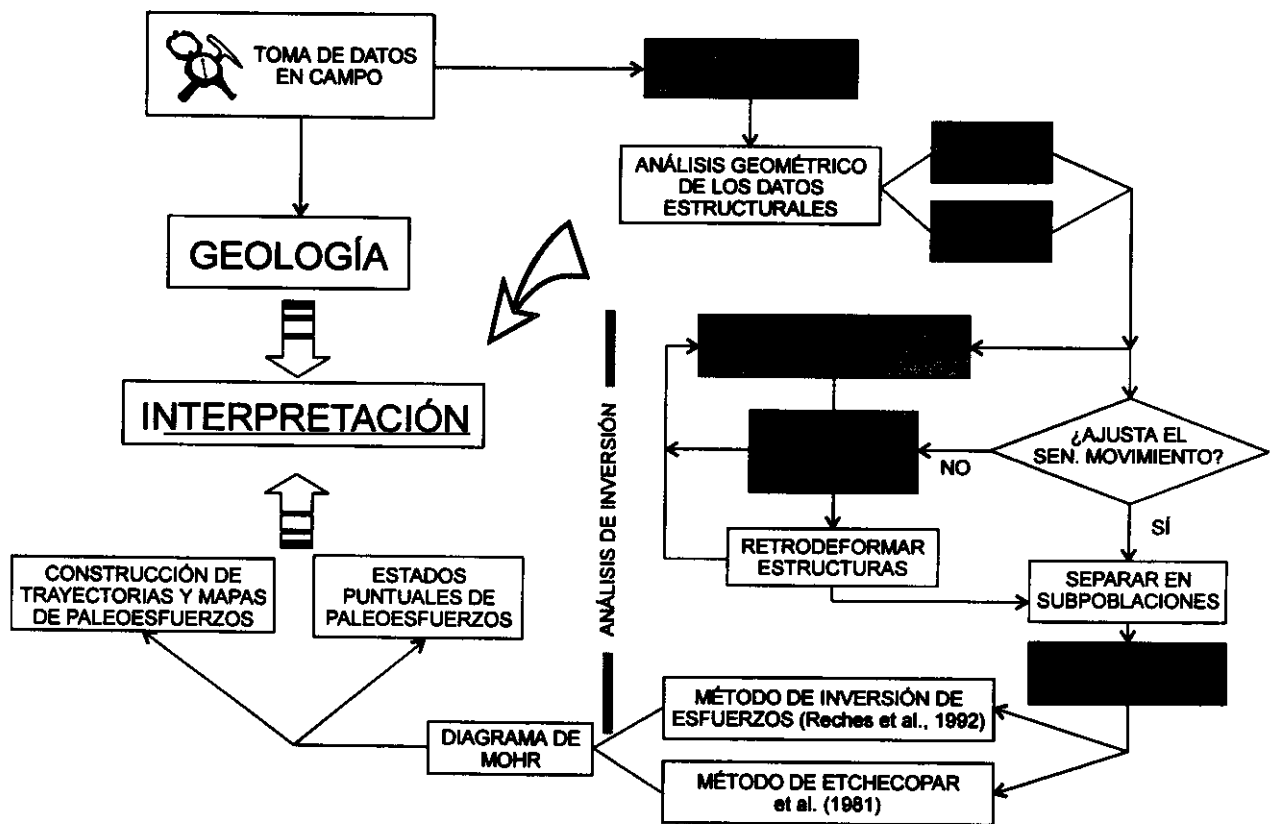 TOMA DE DATOS
EN CAMPO
ANÁLISIS GEOMÉTRICO
DE LOS DATOS
ESTRUCTURALES
GEOLOGÍA
INTERPRETACIÓN
ANÁLISIS DE INVERSIÓN
¿AJUSTA EL
SEN. MOVIMIENTO?
NO
SÍ
RETRODEFORMAR
ESTRUCTURAS
SEPARAR EN
SUBPOBLACIONES
CONSTRUCCIÓN DE
TRAYECTORIAS Y MAPAS
DE PALEOESFUERZOS
ESTADOS
PUNTUALES DE
PALEOESFUERZOS
MÉTODO DE INVERSIÓN DE
ESFUERZOS (Reches et al., 1992)
DIAGRAMA DE
MOHR
MÉTODO DE ETCHECOPAR
et al. (1981)